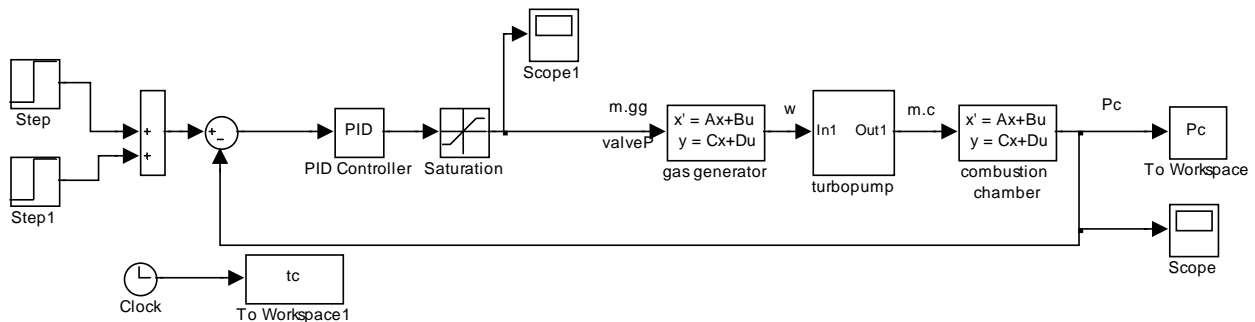 Step
Step1
+
+
+
−
PID
PID Controller
Saturation
Scope1
m.gg
valveP
x' = Ax+Bu
y = Cx+Du
gas generator
w
In1 Out1
turbopump
m.c
x' = Ax+Bu
y = Cx+Du
combustion
chamber
Pc
Pc
To Workspace
Scope
Clock
tc
To Workspace1